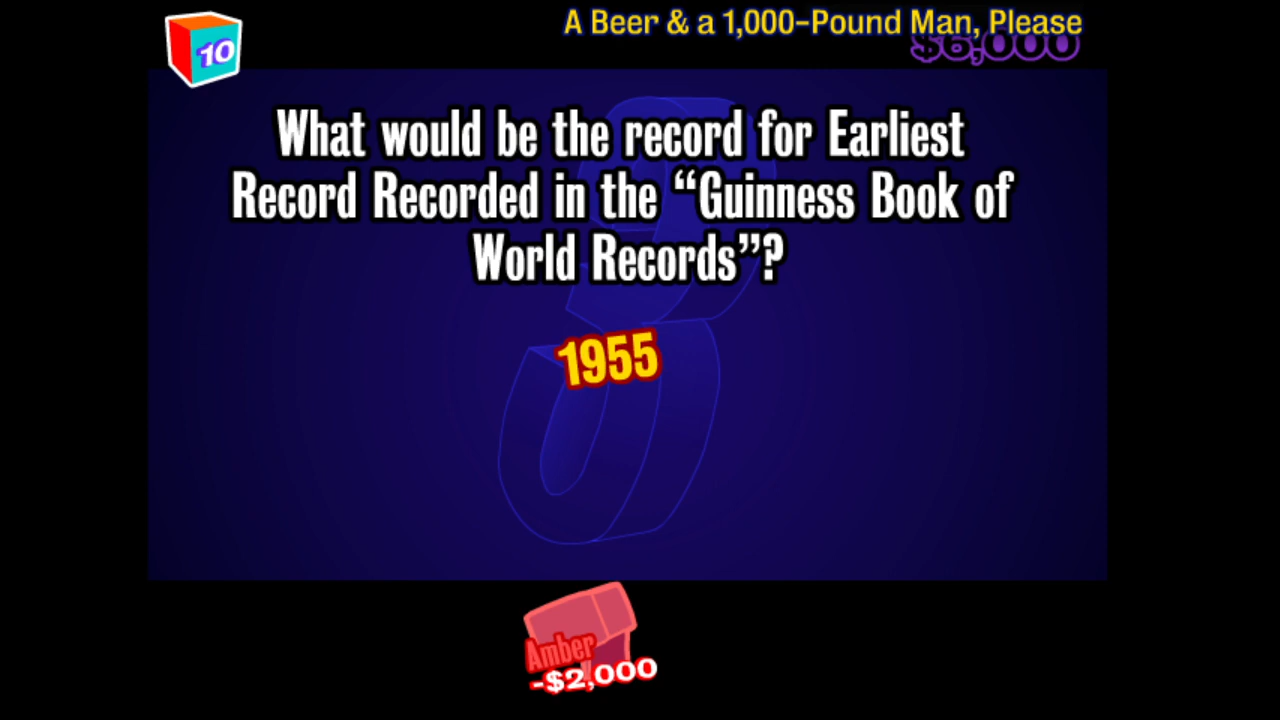 10
A Beer & a 1,000-Pound Man, Please
$6,000
What would be the record for Earliest
Record Recorded in the “Guinness Book of
World Records”?
1955
Amber
-$2,000